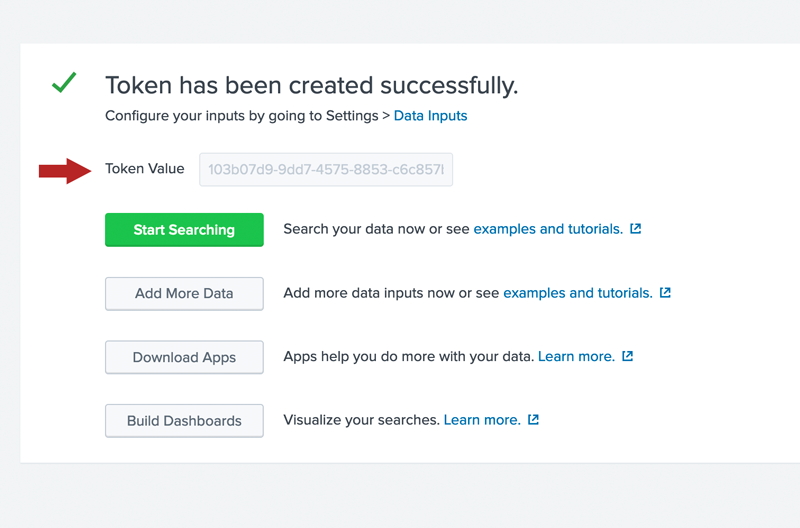 Token has been created successfully.
Configure your inputs by going to Settings > Data Inputs
Token Value 103b07d9-9dd7-4575-8853-c6c857
Start Searching Search your data now or see examples and tutorials.
Add More Data Add more data inputs now or see examples and tutorials.
Download Apps Apps help you do more with your data. Learn more.
Build Dashboards Visualize your searches. Learn more.